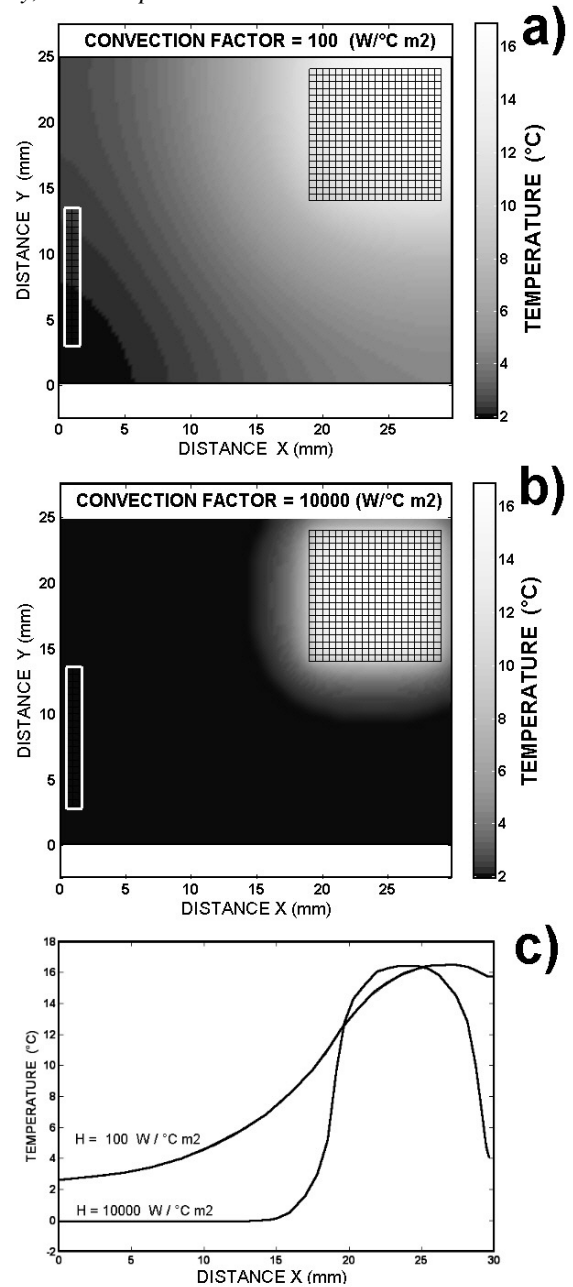 CONVECTION FACTOR = 100 (W/°C m2)
a)
25
20
15
10
5
0
DISTANCE Y (mm)
0 5 10 15 20 25
DISTANCE X (mm)
16
14
12
10
8
6
4
2
TEMPERATURE (°C)
CONVECTION FACTOR = 10000 (W/°C m2)
b)
25
20
15
10
5
0
DISTANCE Y (mm)
0 5 10 15 20 25
DISTANCE X (mm)
16
14
12
10
8
6
4
2
TEMPERATURE (°C)
c)
18
16
14
12
10
8
6
4
2
0
-2
TEMPERATURE (°C)
H = 100 W / °C m2
H = 10000 W / °C m2
0 5 10 15 20 25 30
DISTANCE X (mm)